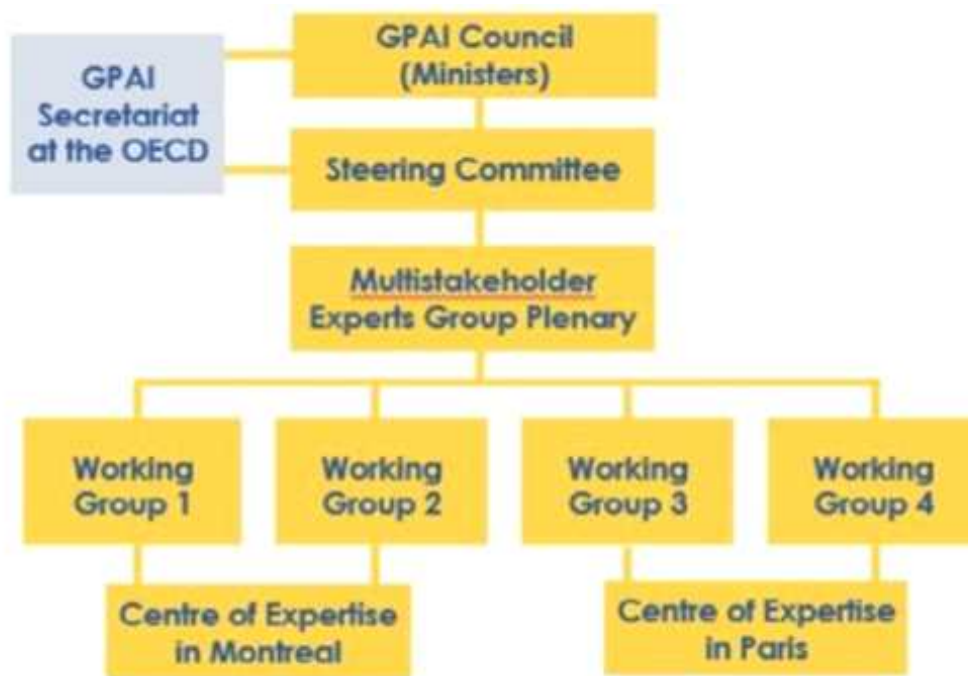 GPAI Council
(Ministers)
GPAI
Secretariat
at the OECD
Steering Committee
Multistakeholder
Experts Group Plenary
Working
Group 1
Working
Group 2
Working
Group 3
Working
Group 4
Centre of Expertise
in Montreal
Centre of Expertise
in Paris